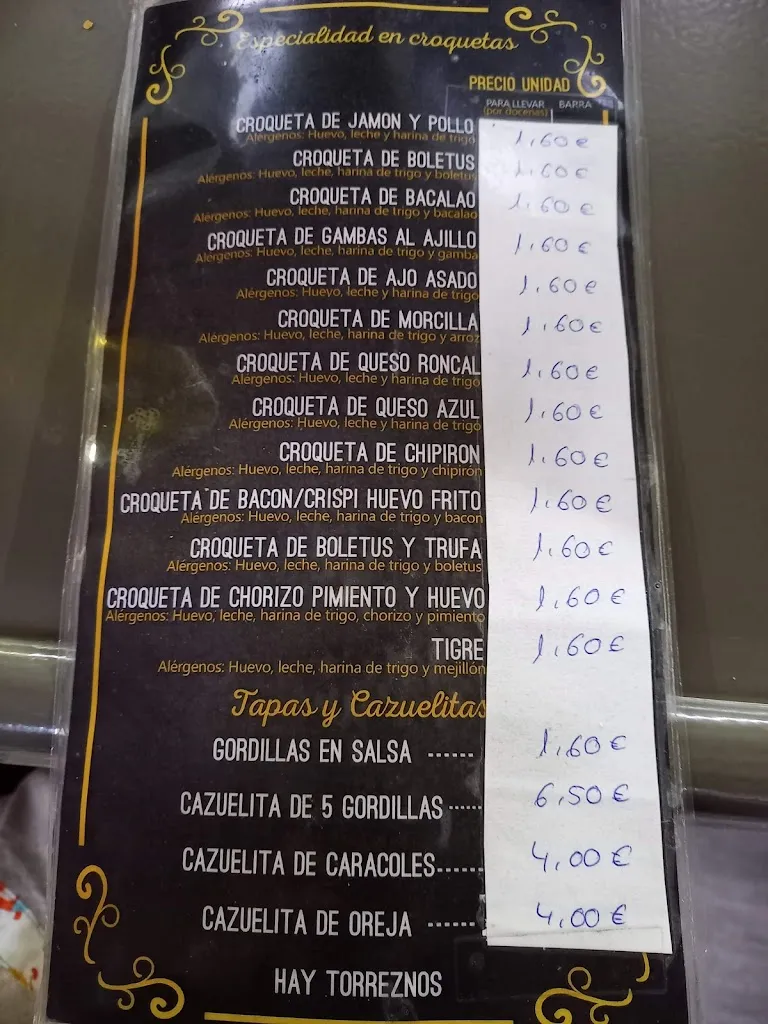 Especialidad en croquetas
PRECIO UNIDAD
PARA LLEVAR BARRA
(por docenas)
CROQUETA DE JAMON Y POLLO 1,60 €
Alérgenos: Huevo, leche y harina de trigo
CROQUETA DE BOLETUS 1,60 €
Alérgenos: Huevo, leche, harina de trigo y boletus
CROQUETA DE BACALAO 1,60 €
Alérgenos: Huevo, leche, harina de trigo y bacalao
CROQUETA DE GAMBAS AL AJILLO 1,60 €
Alérgenos: Huevo, leche, harina de trigo y gamba
CROQUETA DE AJO ASADO 1,60 €
Alérgenos: Huevo, leche y harina de trigo
CROQUETA DE MORCILLA 1,60 €
Alérgenos: Huevo, leche, harina de trigo y arroz
CROQUETA DE QUESO RONCAL 1,60 €
Alérgenos: Huevo, leche y harina de trigo
CROQUETA DE QUESO AZUL 1,60 €
Alérgenos: Huevo, leche y harina de trigo
CROQUETA DE CHIPIRON 1,60 €
Alérgenos: Huevo, leche, harina de trigo y chipirón
CROQUETA DE BACON/CRISPI HUEVO FRITO 1,60 €
Alérgenos: Huevo, leche, harina de trigo y bacon
CROQUETA DE BOLETUS Y TRUFA 1,60 €
Alérgenos: Huevo, leche, harina de trigo y boletus
CROQUETA DE CHORIZO PIMIENTO Y HUEVO 1,60 €
Alérgenos: Huevo, leche, harina de trigo, chorizo y pimiento
TIGRE 1,60 €
Alérgenos: Huevo, leche, harina de trigo y mejillón
Tapas y Cazuelitas
GORDILLAS EN SALSA ...... 1,60 €
CAZUELITA DE 5 GORDILLAS ...... 6,50 €
CAZUELITA DE CARACOLES ...... 4,00 €
CAZUELITA DE OREJA ...... 4,00 €
HAY TORREZNOS